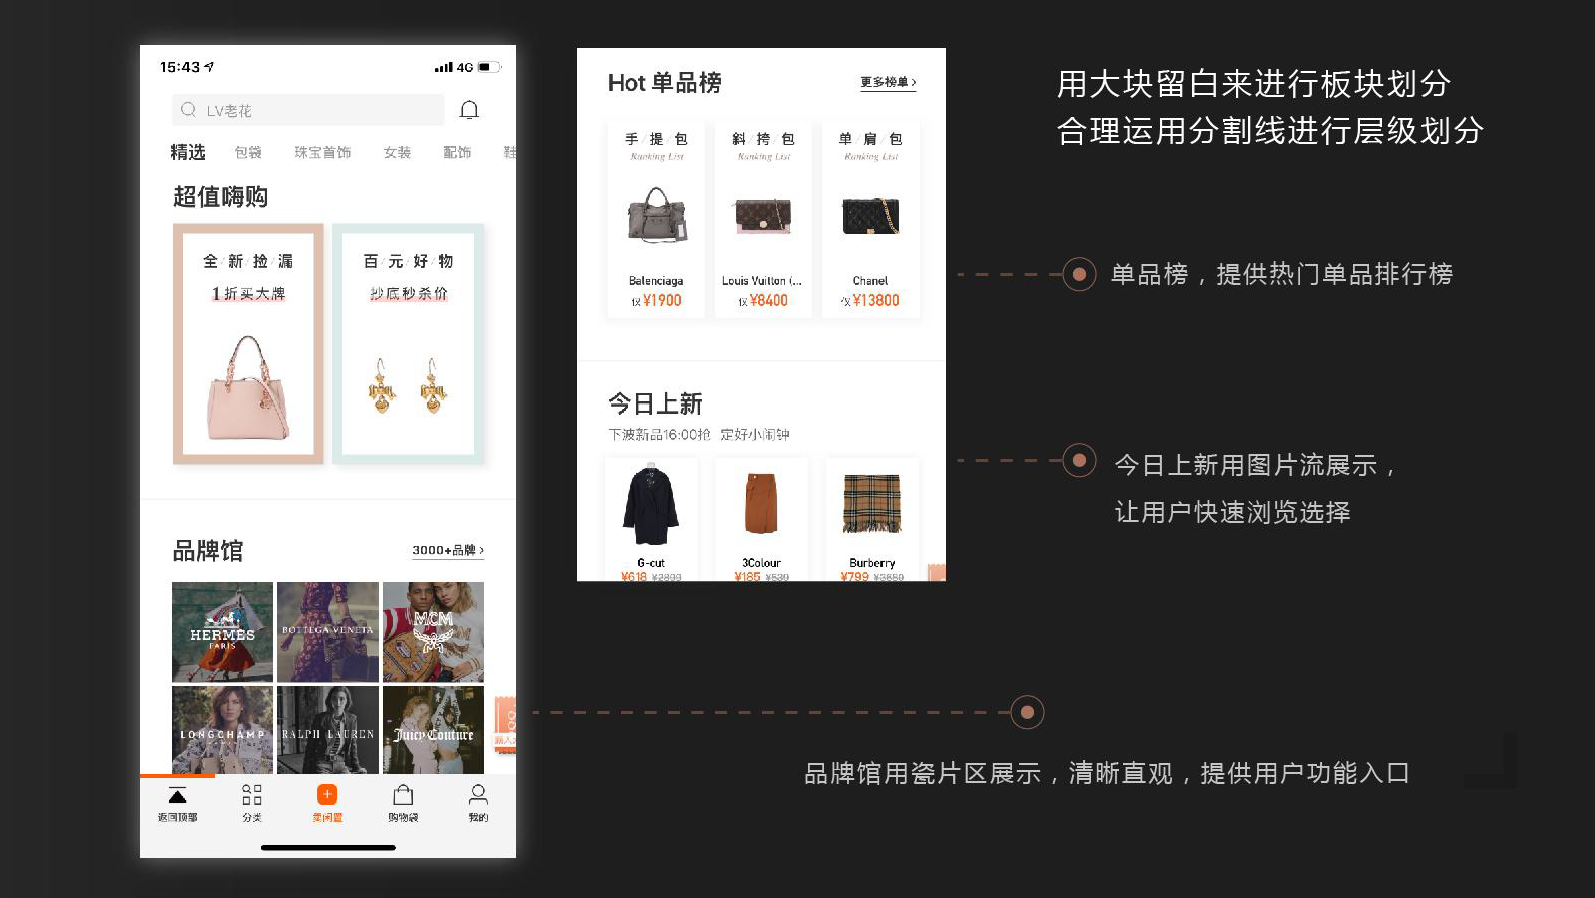 15:43
4G
LV老花
精选 包袋 珠宝首饰 女装 配饰 鞋
超值嗨购
全/新/捡/漏
1折买大牌
百/元/好/物
抄底秒杀价
品牌馆
3000+品牌 >
HERMES
PARIS
BOTTEGA VENETA
MCM
LONGCHAMP
RALPH LAUREN
Juicy Couture
返回顶部
分类
卖闲置
购物袋
我的
Hot 单品榜
更多榜单 >
手/提/包
Ranking List
斜/挎/包
Ranking List
单/肩/包
Ranking List
Balenciaga
仅 ¥1900
Louis Vuitton (...
仅 ¥8400
Chanel
仅 ¥13800
今日上新
下波新品16:00抢 定好小闹钟
G-cut
¥618 ¥2899
3Colour
¥185 ¥539
Burberry
¥799 ¥3680
用大块留白来进行板块划分
合理运用分割线进行层级划分
单品榜，提供热门单品排行榜
今日上新用图片流展示，
让用户快速浏览选择
品牌馆用瓷片区展示，清晰直观，提供用户功能入口